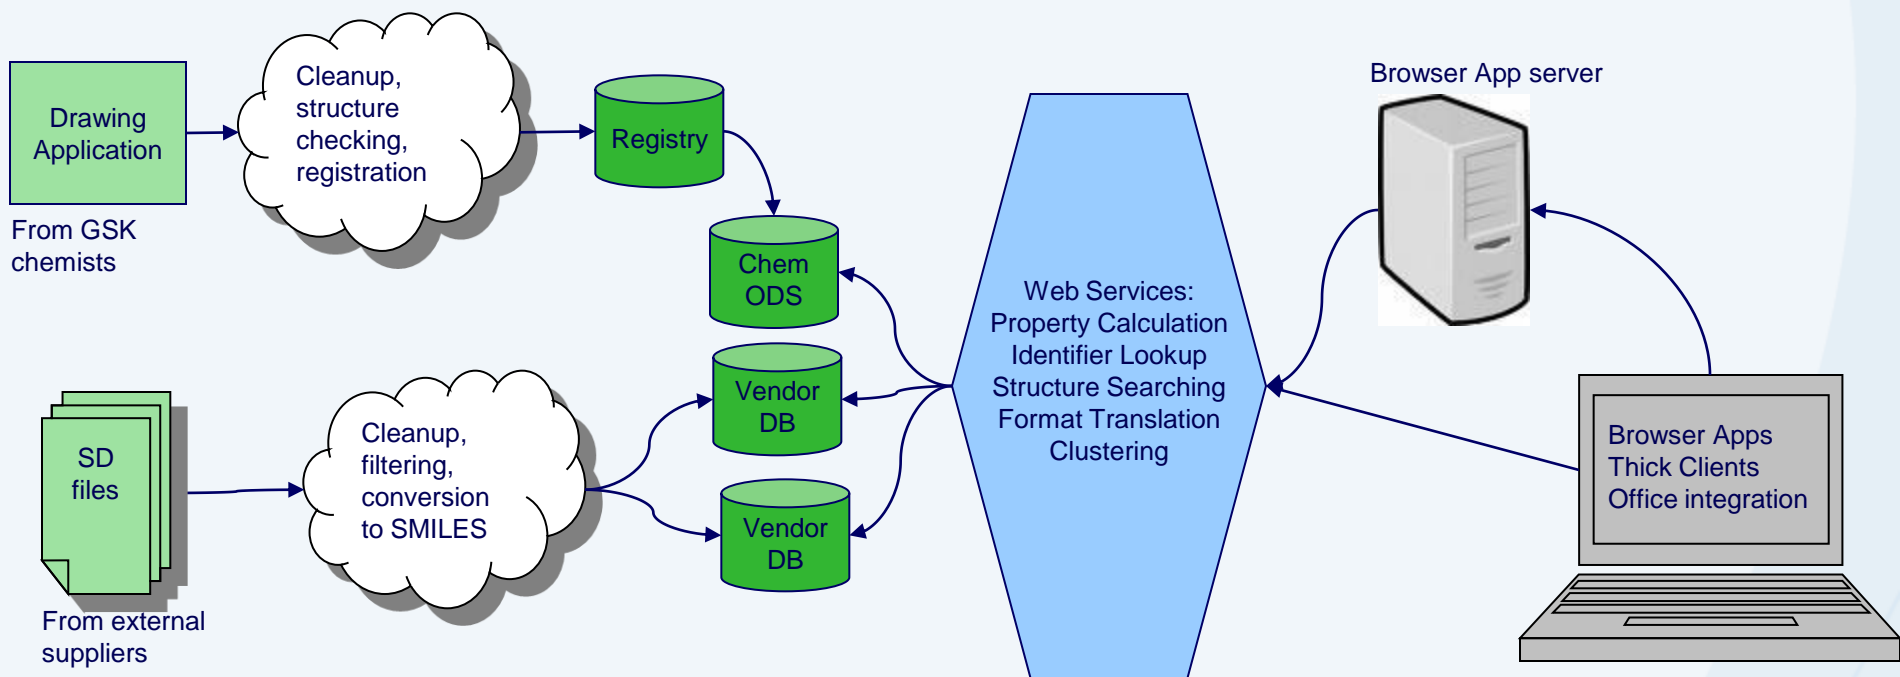 Drawing
Application
From GSK
chemists
Cleanup,
structure
checking,
registration
Registry
Chem
ODS
SD
files
From external
suppliers
Cleanup,
filtering,
conversion
to SMILES
Vendor
DB
Vendor
DB
Web Services:
Property Calculation
Identifier Lookup
Structure Searching
Format Translation
Clustering
Browser App server
Browser Apps
Thick Clients
Office integration